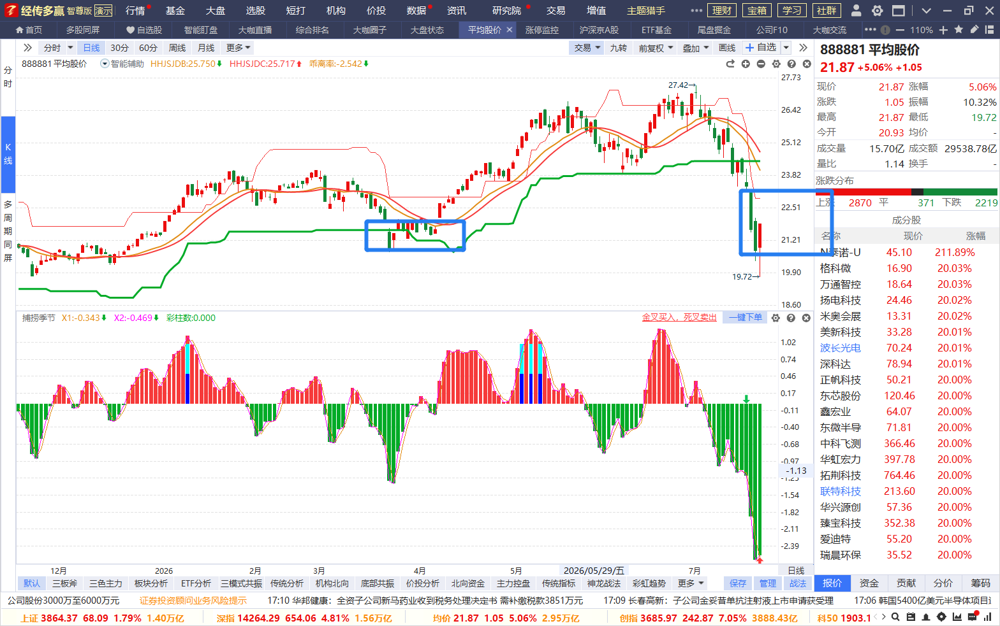 经传多赢 智尊版 演示 行情 基金 大盘 选股 短打 机构 价投 数据 资讯 研究院 交易 增值 主题猎手 理财 宝箱 学习 社群
首页 多股同屏 自选股 智能盯盘 大咖直播 综合排名 大咖圈子 大盘状态 平均股价 涨停监控 沪深京A股 ETF基金 尾盘掘金 公司F10 大咖交流 110%
分时 日线 30分 60分 周线 月线 更多 交易 九转 前复权 叠加 画线 自选
分时
K线
多周期同屏
888881 平均股价 智能辅助 HHJSJDB:25.750 HHJSJDC:25.717 乖离率:-2.542
27.42
19.72
27.73
26.42
25.12
23.82
22.51
21.21
19.90
18.60
捕捞季节 X1:-0.343 X2:-0.469 彩柱数:0.000 金叉买入，死叉卖出 一键下单
1.02
0.74
0.46
0.17
-0.11
-0.40
-0.68
-0.97
-1.13
-1.25
-1.54
-1.82
-2.11
-2.39
12月 2026 2月 3月 4月 5月 2026/05/29/五 7月 日线
默认 三板斧 三色主力 板块分析 ETF分析 三模式共振 传统分析 机构北向 底部共振 价投分析 北向资金 主力控盘 传统指标 神龙战法 彩虹趋势 更多 保存 管理 战法
888881 平均股价
21.87 +5.06% +1.05
现价 21.87 涨幅 5.06%
涨跌 1.05 振幅 10.32%
最高 21.87 最低 19.72
今开 20.93 均价 -
成交量 15.70亿 成交额 29538.78亿
量比 1.14 换手 -
涨跌分布
上涨 2870 平 371 下跌 2219
成分股
名称 现价 涨幅
N泰诺-U 45.10 211.89%
格科微 16.90 20.03%
万通智控 18.64 20.03%
扬电科技 24.46 20.02%
米奥会展 13.31 20.02%
美新科技 33.28 20.01%
波长光电 70.24 20.01%
深科达 78.94 20.01%
正帆科技 50.21 20.00%
东芯股份 120.46 20.00%
鑫宏业 64.07 20.00%
东微半导 71.81 20.00%
中科飞测 366.46 20.00%
华虹宏力 397.78 20.00%
拓荆科技 764.46 20.00%
联特科技 213.60 20.00%
华兴源创 57.36 20.00%
臻宝科技 352.38 20.00%
爱迪特 55.20 20.00%
瑞晨环保 35.52 20.00%
报价 资金 贡献 分价 筹码
公司股份3000万至6000万元 证券投资顾问业务风险提示 17:10 华邦健康：全资子公司新马药业收到税务处理决定书 需补缴税款3851万元 17:09 长春高新：子公司金妥昔单抗注射液上市申请获受理 17:06 韩国5400亿美元半导体项目
上证 3864.37 68.09 1.79% 1.40万亿 深指 14264.29 654.06 4.81% 1.56万亿 均价 21.87 1.05 5.06% 2.95万亿 创指 3685.97 242.87 7.05% 3888.43亿 科50 1903.1